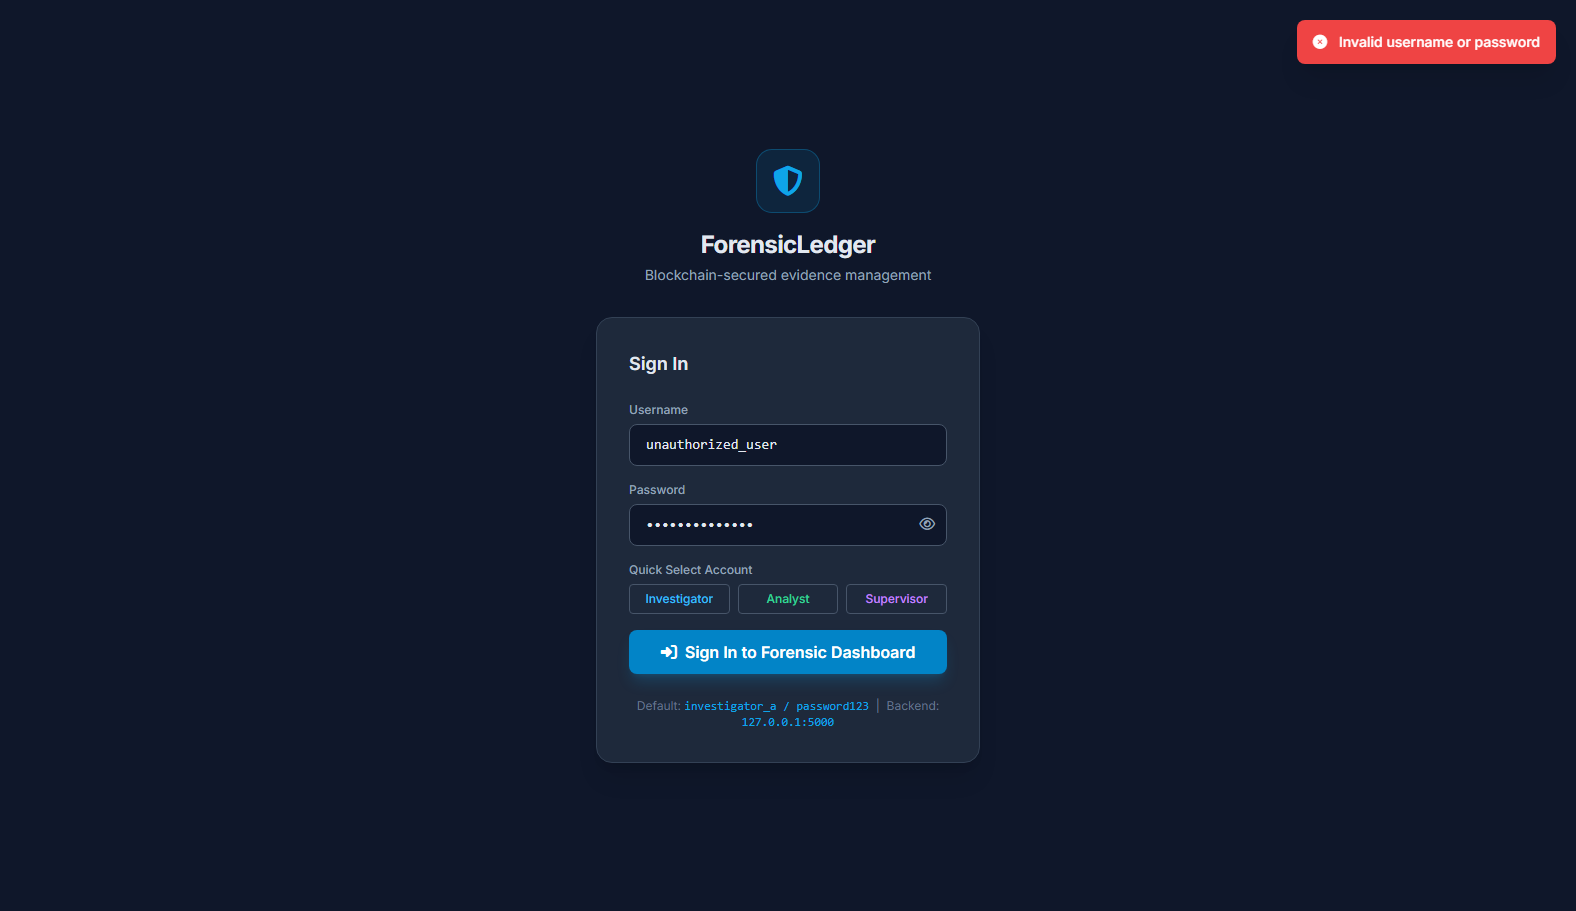 Invalid username or password
ForensicLedger
Blockchain-secured evidence management
Sign In
Username
unauthorized_user
Password
••••••••••••••
Quick Select Account
Investigator
Analyst
Supervisor
Sign In to Forensic Dashboard
Default: investigator_a / password123 | Backend:
127.0.0.1:5000